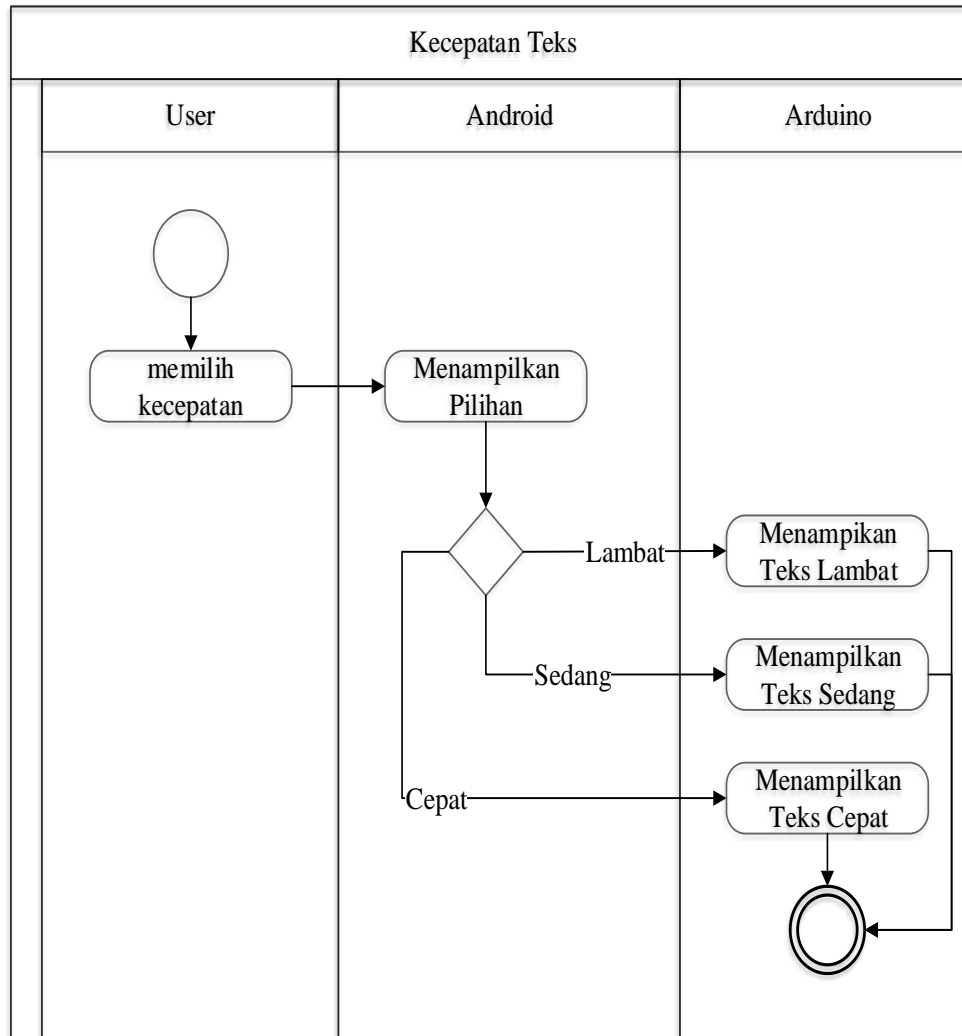 Kecepatan Teks
User
Android
Arduino
memilih
kecepatan
Menampilkan
Pilihan
Lambat
Menampikan
Teks Lambat
Sedang
Menampilkan
Teks Sedang
Cepat
Menampilkan
Teks Cepat